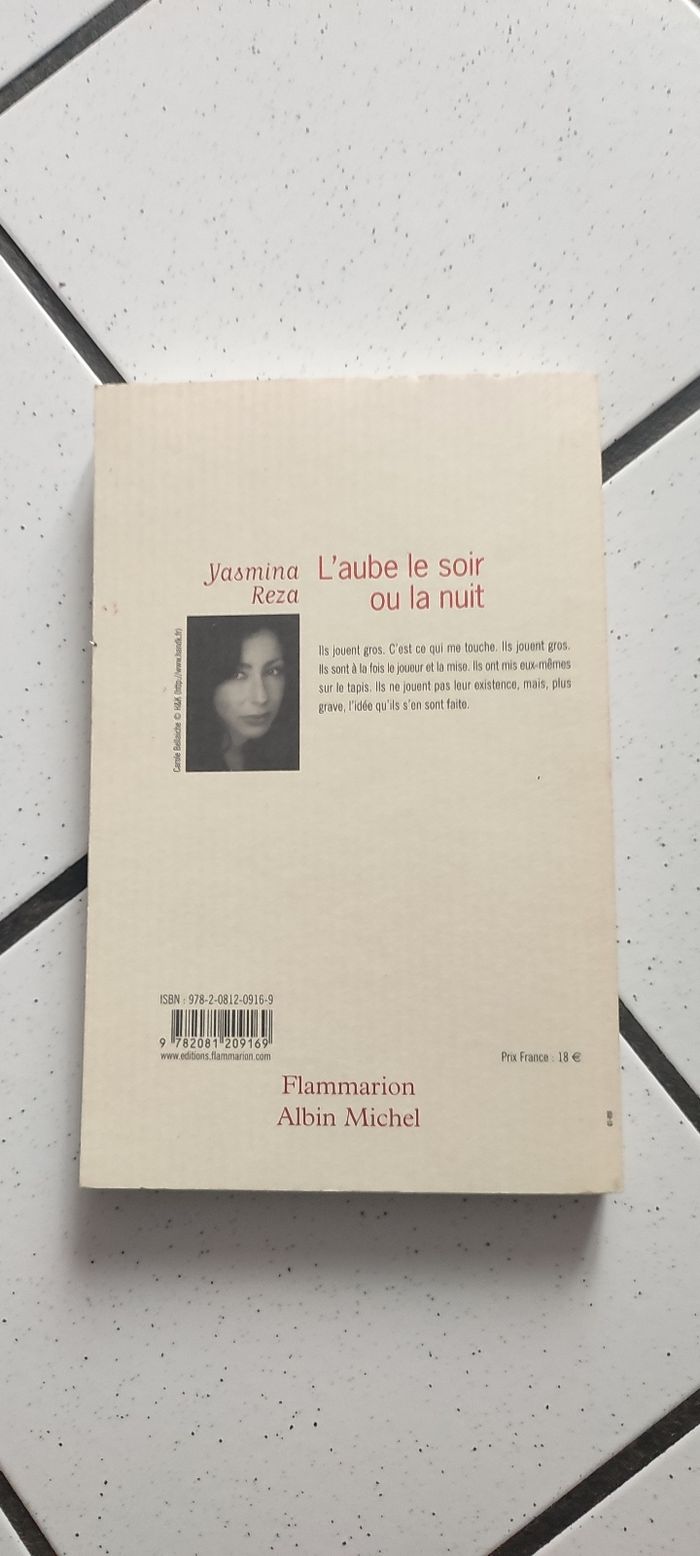 Yasmina
Reza
L'aube le soir
ou la nuit
Carole Bellaiche © H&K (http://www.handk.fr)
Ils jouent gros. C'est ce qui me touche. Ils jouent gros.
Ils sont à la fois le joueur et la mise. Ils ont mis eux-mêmes
sur le tapis. Ils ne jouent pas leur existence, mais, plus
grave, l'idée qu'ils s'en sont faite.
ISBN : 978-2-0812-0916-9
9 782081 209169
www.editions.flammarion.com
Prix France : 18 €
Flammarion
Albin Michel